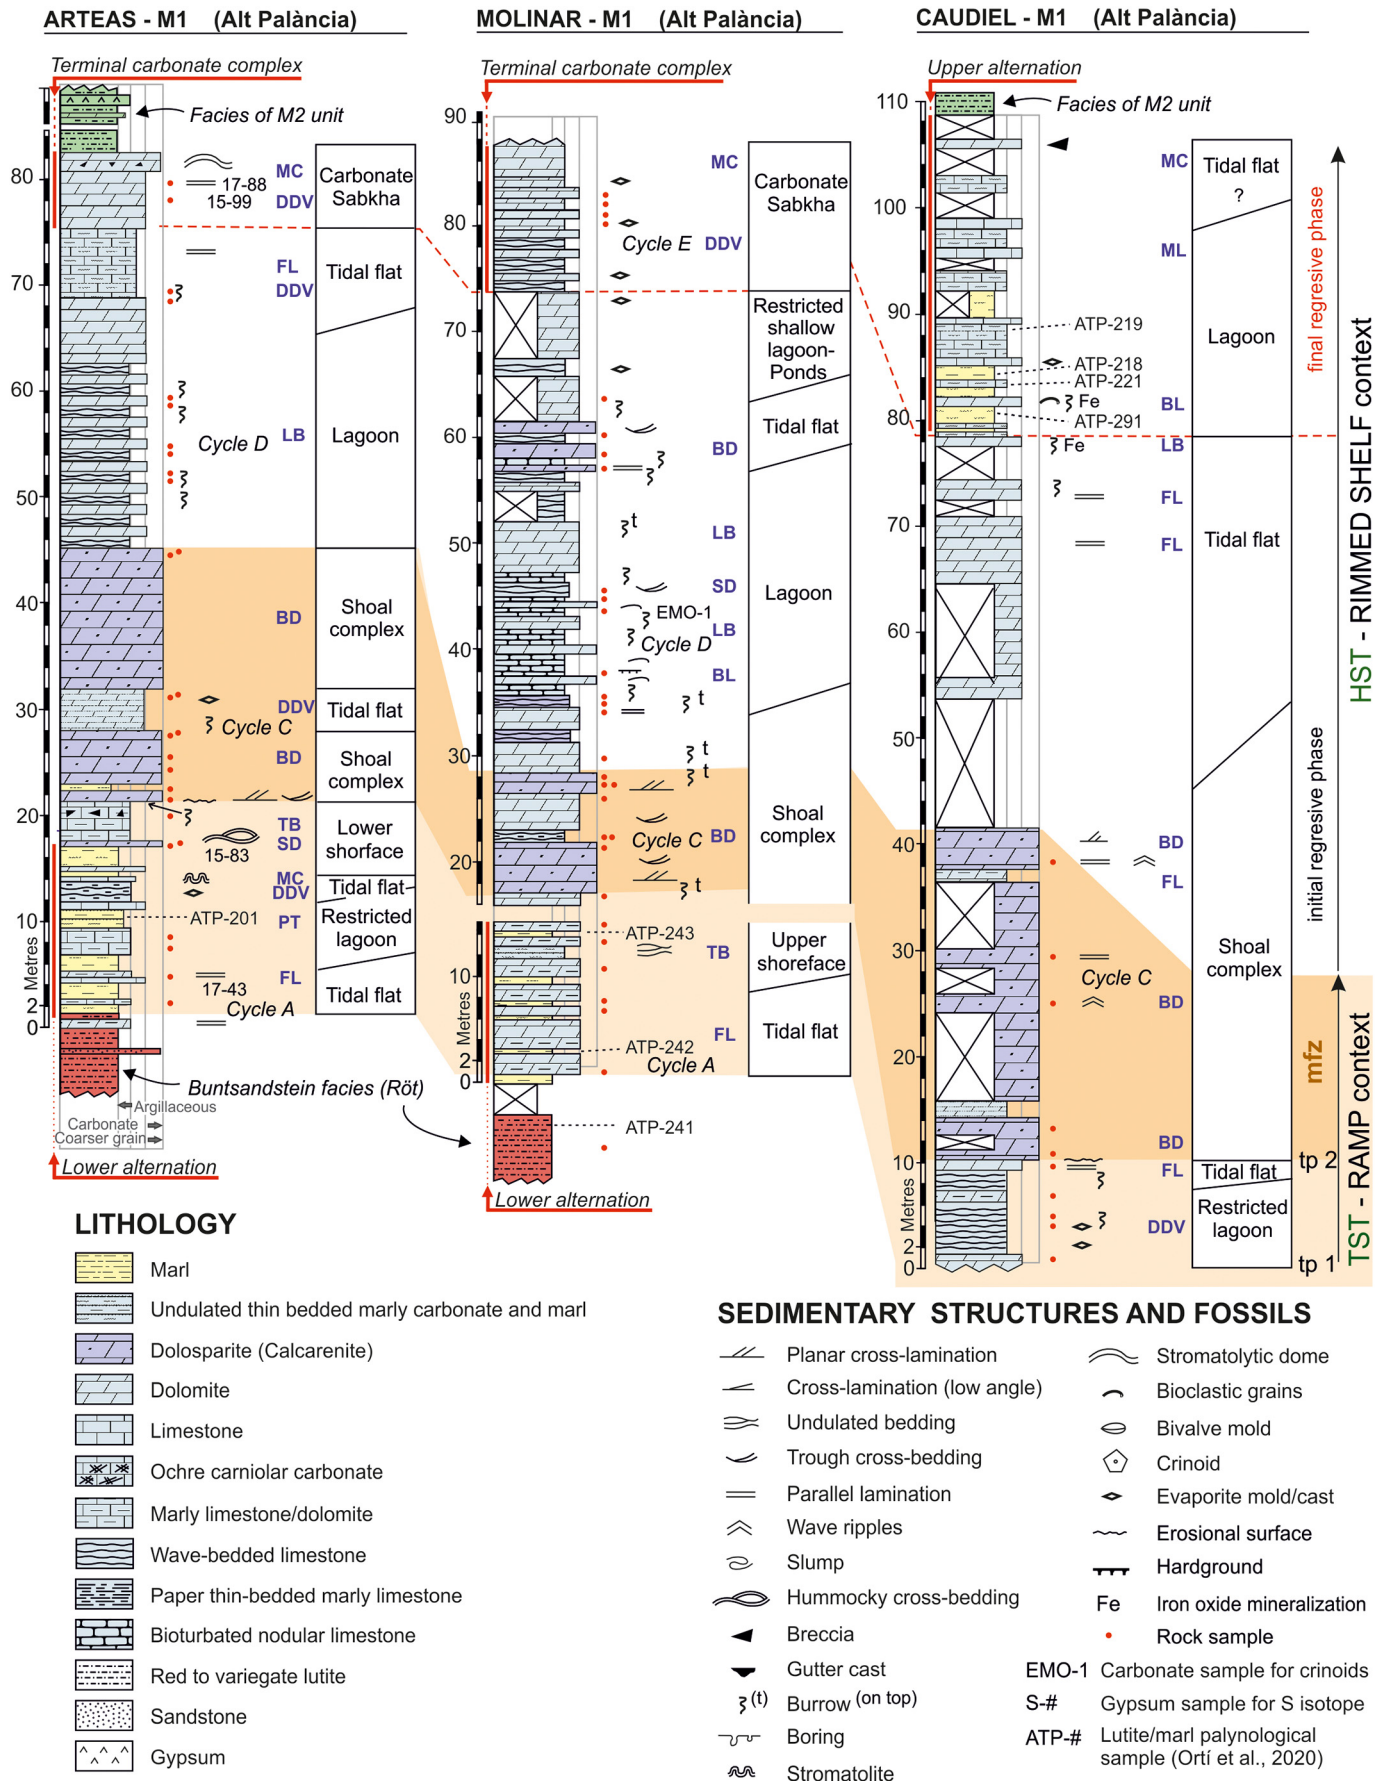 ARTEAS - M1 (Alt Palància)
Terminal carbonate complex
Facies of M2 unit
80
70
60
50
40
30
20
10
2
0
Metres
17-88
15-99
MC
DDV
FL
DDV
Cycle D
LB
BD
DDV
Cycle C
BD
TB
SD
15-83
MC
DDV
ATP-201
PT
FL
17-43
Cycle A
Carbonate
Sabkha
Tidal flat
Lagoon
Shoal
complex
Tidal flat
Shoal
complex
Lower
shorface
Tidal flat
Restricted
lagoon
Tidal flat
Buntsandstein facies (Röt)
Argillaceous
Carbonate
Coarser grain
Lower alternation
MOLINAR - M1 (Alt Palància)
Terminal carbonate complex
90
80
70
60
50
40
30
20
10
2
0
Metres
MC
Cycle E
DDV
BD
t
LB
SD
EMO-1
LB
Cycle D
BL
t
t
t
Cycle C
BD
t
ATP-243
TB
FL
ATP-242
Cycle A
ATP-241
Carbonate
Sabkha
Restricted
shallow
lagoon-
Ponds
Tidal flat
Lagoon
Shoal
complex
Upper
shoreface
Tidal flat
Lower alternation
CAUDIEL - M1 (Alt Palància)
Upper alternation
Facies of M2 unit
110
100
90
80
70
60
50
40
30
20
10
2
0
Metres
MC
ML
ATP-219
ATP-218
ATP-221
Fe
BL
ATP-291
Fe
LB
FL
FL
BD
FL
Cycle C
BD
BD
FL
DDV
Tidal flat
?
Lagoon
Tidal flat
Shoal
complex
Tidal flat
Restricted
lagoon
final regresive phase
initial regresive phase
HST - RIMMED SHELF context
mfz
tp 2
tp 1
TST - RAMP context
LITHOLOGY
Marl
Undulated thin bedded marly carbonate and marl
Dolosparite (Calcarenite)
Dolomite
Limestone
Ochre carniolar carbonate
Marly limestone/dolomite
Wave-bedded limestone
Paper thin-bedded marly limestone
Bioturbated nodular limestone
Red to variegate lutite
Sandstone
Gypsum
SEDIMENTARY STRUCTURES AND FOSSILS
Planar cross-lamination
Cross-lamination (low angle)
Undulated bedding
Trough cross-bedding
Parallel lamination
Wave ripples
Slump
Hummocky cross-bedding
Breccia
Gutter cast
(t) Burrow (on top)
Boring
Stromatolite
Stromatolytic dome
Bioclastic grains
Bivalve mold
Crinoid
Evaporite mold/cast
Erosional surface
Hardground
Fe Iron oxide mineralization
Rock sample
EMO-1 Carbonate sample for crinoids
S-# Gypsum sample for S isotope
ATP-# Lutite/marl palynological
sample (Ortí et al., 2020)